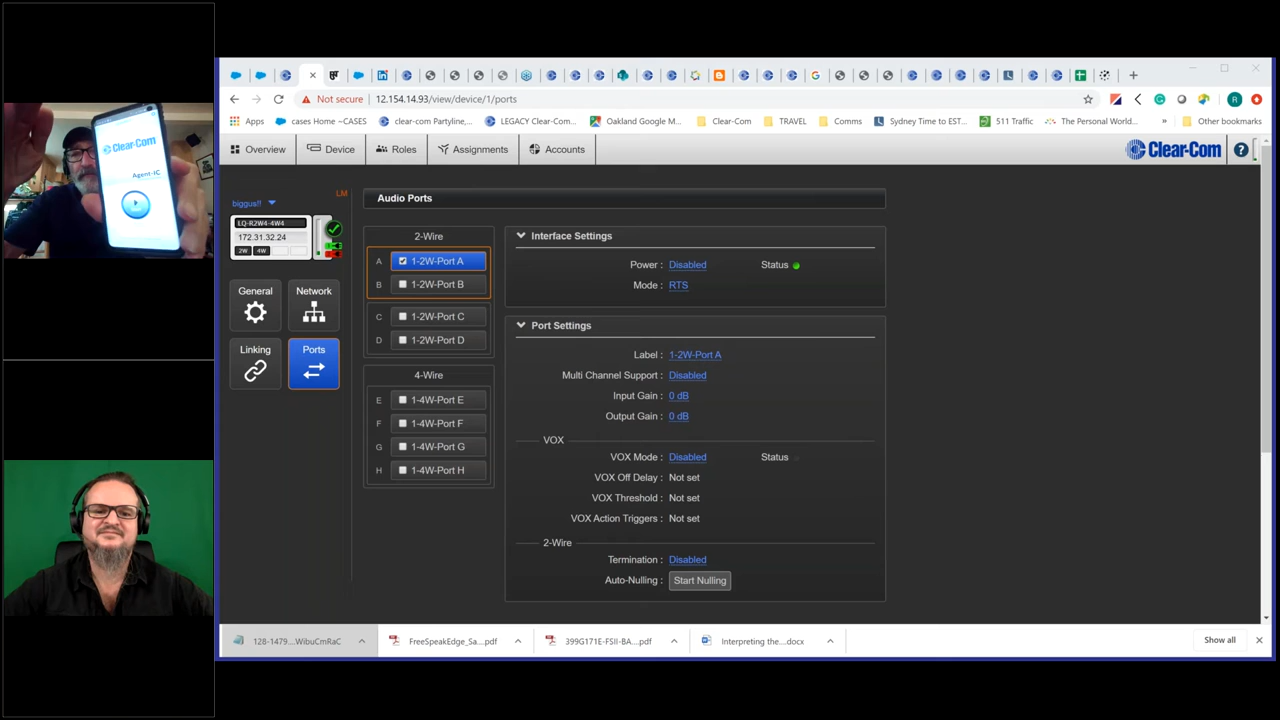 Clear-Com
Agent-IC
Not secure
12.154.14.93/view/device/1/ports
Apps
cases Home ~CASES
clear-com Partyline,...
LEGACY Clear-Com...
Oakland Google M...
Clear-Com
TRAVEL
Comms
Sydney Time to EST...
511 Traffic
The Personal World...
»
Other bookmarks
Overview
Device
Roles
Assignments
Accounts
Clear-Com
?
biggus!!
LM
LQ-R2W4-4W4
172.31.32.24
2W
4W
General
Network
Linking
Ports
Audio Ports
2-Wire
A 1-2W-Port A
B 1-2W-Port B
C 1-2W-Port C
D 1-2W-Port D
4-Wire
E 1-4W-Port E
F 1-4W-Port F
G 1-4W-Port G
H 1-4W-Port H
Interface Settings
Power : Disabled Status
Mode : RTS
Port Settings
Label : 1-2W-Port A
Multi Channel Support : Disabled
Input Gain : 0 dB
Output Gain : 0 dB
VOX
VOX Mode : Disabled Status
VOX Off Delay : Not set
VOX Threshold : Not set
VOX Action Triggers : Not set
2-Wire
Termination : Disabled
Auto-Nulling : Start Nulling
128-1479....WibuCmRaC
FreeSpeakEdge_Sa....pdf
399G171E-FSII-BA....pdf
Interpreting the....docx
Show all